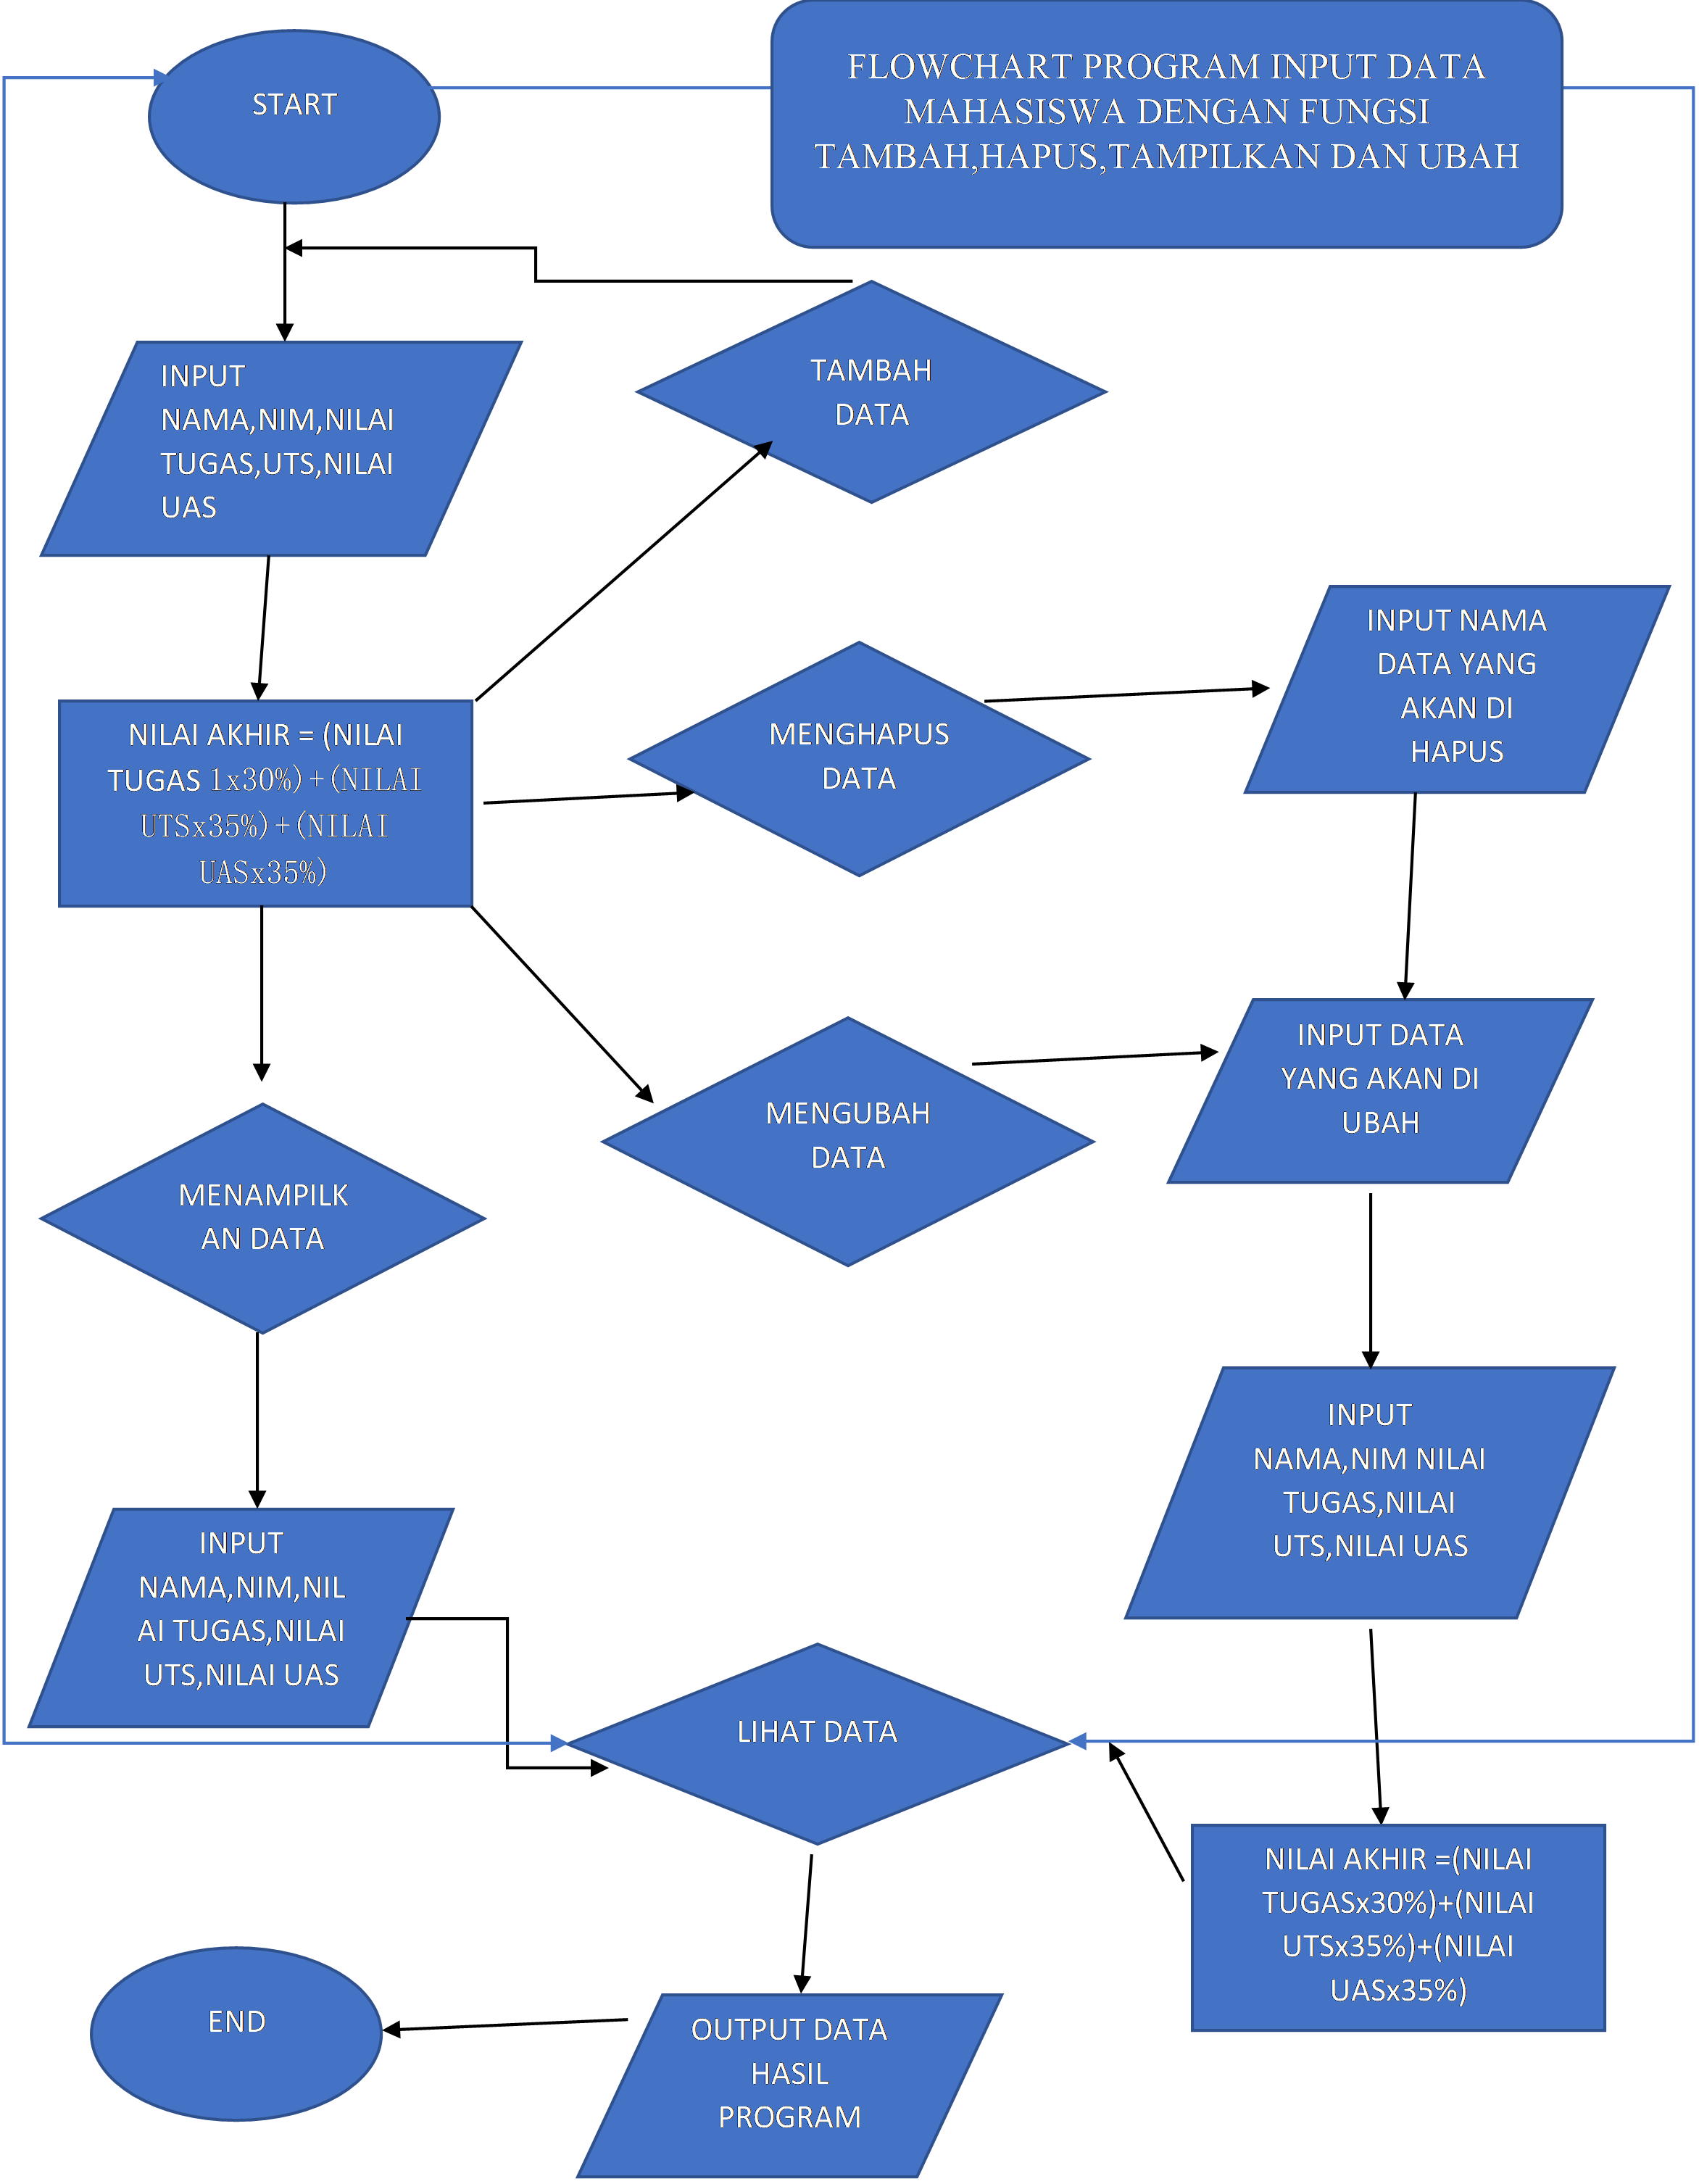 START
FLOWCHART PROGRAM INPUT DATA
MAHASISWA DENGAN FUNGSI
TAMBAH,HAPUS,TAMPILKAN DAN UBAH
TAMBAH
DATA
INPUT
NAMA,NIM,NILAI
TUGAS,UTS,NILAI
UAS
INPUT NAMA
DATA YANG
AKAN DI
HAPUS
MENGHAPUS
DATA
NILAI AKHIR = (NILAI
TUGAS 1x30%)+(NILAI
UTSx35%)+(NILAI
UASx35%)
INPUT DATA
YANG AKAN DI
UBAH
MENGUBAH
DATA
MENAMPILK
AN DATA
INPUT
NAMA,NIM NILAI
TUGAS,NILAI
UTS,NILAI UAS
INPUT
NAMA,NIM,NIL
AI TUGAS,NILAI
UTS,NILAI UAS
LIHAT DATA
NILAI AKHIR =(NILAI
TUGASx30%)+(NILAI
UTSx35%)+(NILAI
UASx35%)
END
OUTPUT DATA
HASIL
PROGRAM